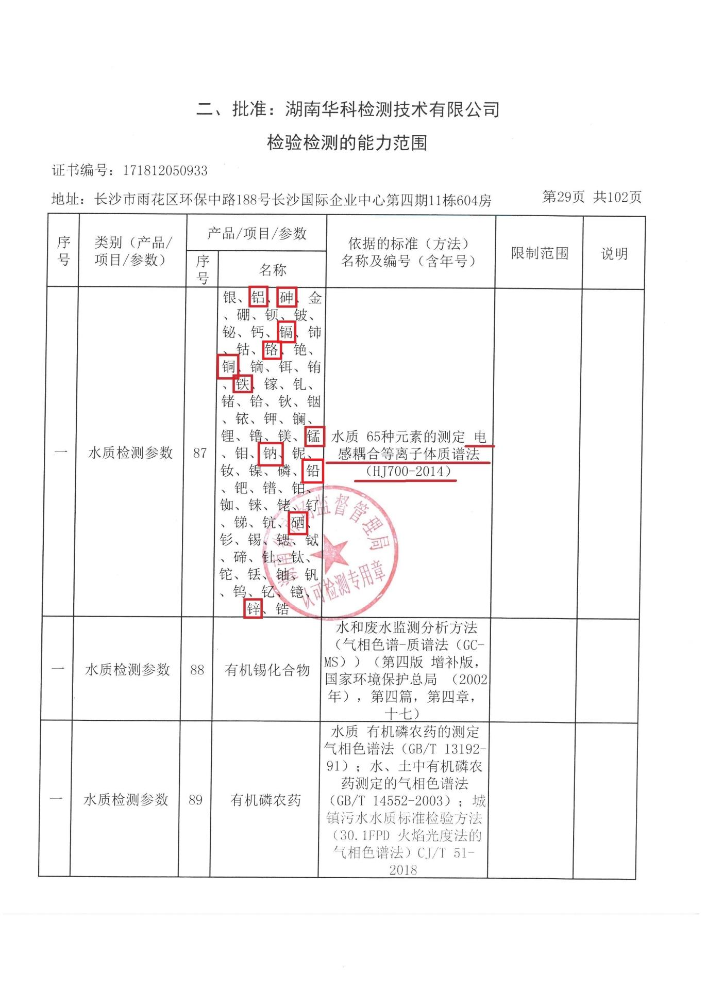 二、批准：湖南华科检测技术有限公司
检验检测的能力范围
证书编号：171812050933
地址：长沙市雨花区环保中路188号长沙国际企业中心第四期11栋604房
第29页 共102页
序号
类别（产品/
项目/参数）
产品/项目/参数
序号
名称
依据的标准（方法）
名称及编号（含年号）
限制范围
说明
一
水质检测参数
87
银、铝、砷、金
、硼、钡、铍、
铋、钙、镉、铈
、钴、铬、铯、
铜、镝、铒、铕
、铁、镓、钆、
锗、铪、钬、铟
、铱、钾、镧、
锂、镥、镁、锰
、钼、钠、铌、
钕、镍、磷、铅
、钯、镨、铂、
铷、铼、铑、钌
、锑、钪、硒、
钐、锡、锶、铽
、碲、钍、钛、
铊、铥、铀、钒
、钨、钇、镱、
锌、锆
水质 65种元素的测定 电
感耦合等离子体质谱法
（HJ700-2014）
湖南省市场监督管理局
认可检测专用章
一
水质检测参数
88
有机锡化合物
水和废水监测分析方法
（气相色谱-质谱法（GC-
MS））（第四版 增补版，
国家环境保护总局 （2002
年），第四篇，第四章，
十七）
一
水质检测参数
89
有机磷农药
水质 有机磷农药的测定
气相色谱法（GB/T 13192-
91）；水、土中有机磷农
药测定的气相色谱法
（GB/T 14552-2003）；城
镇污水水质标准检验方法
（30.1FPD 火焰光度法的
气相色谱法）CJ/T 51-
2018